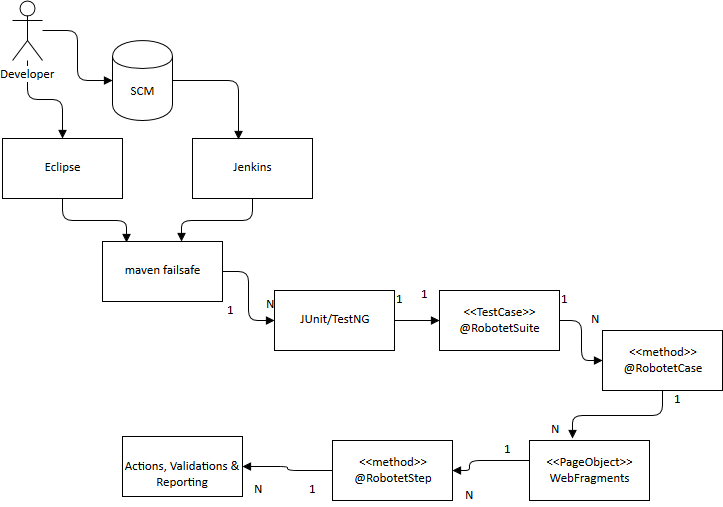 Developer
SCM
Eclipse
Jenkins
maven failsafe
1
N
JUnit/TestNG
1
1
<<TestCase>>
@RobotetSuite
1
N
<<method>>
@RobotetCase
1
N
<<PageObject>>
WebFragments
1
N
<<method>>
@RobotetStep
1
N
Actions, Validations &
Reporting